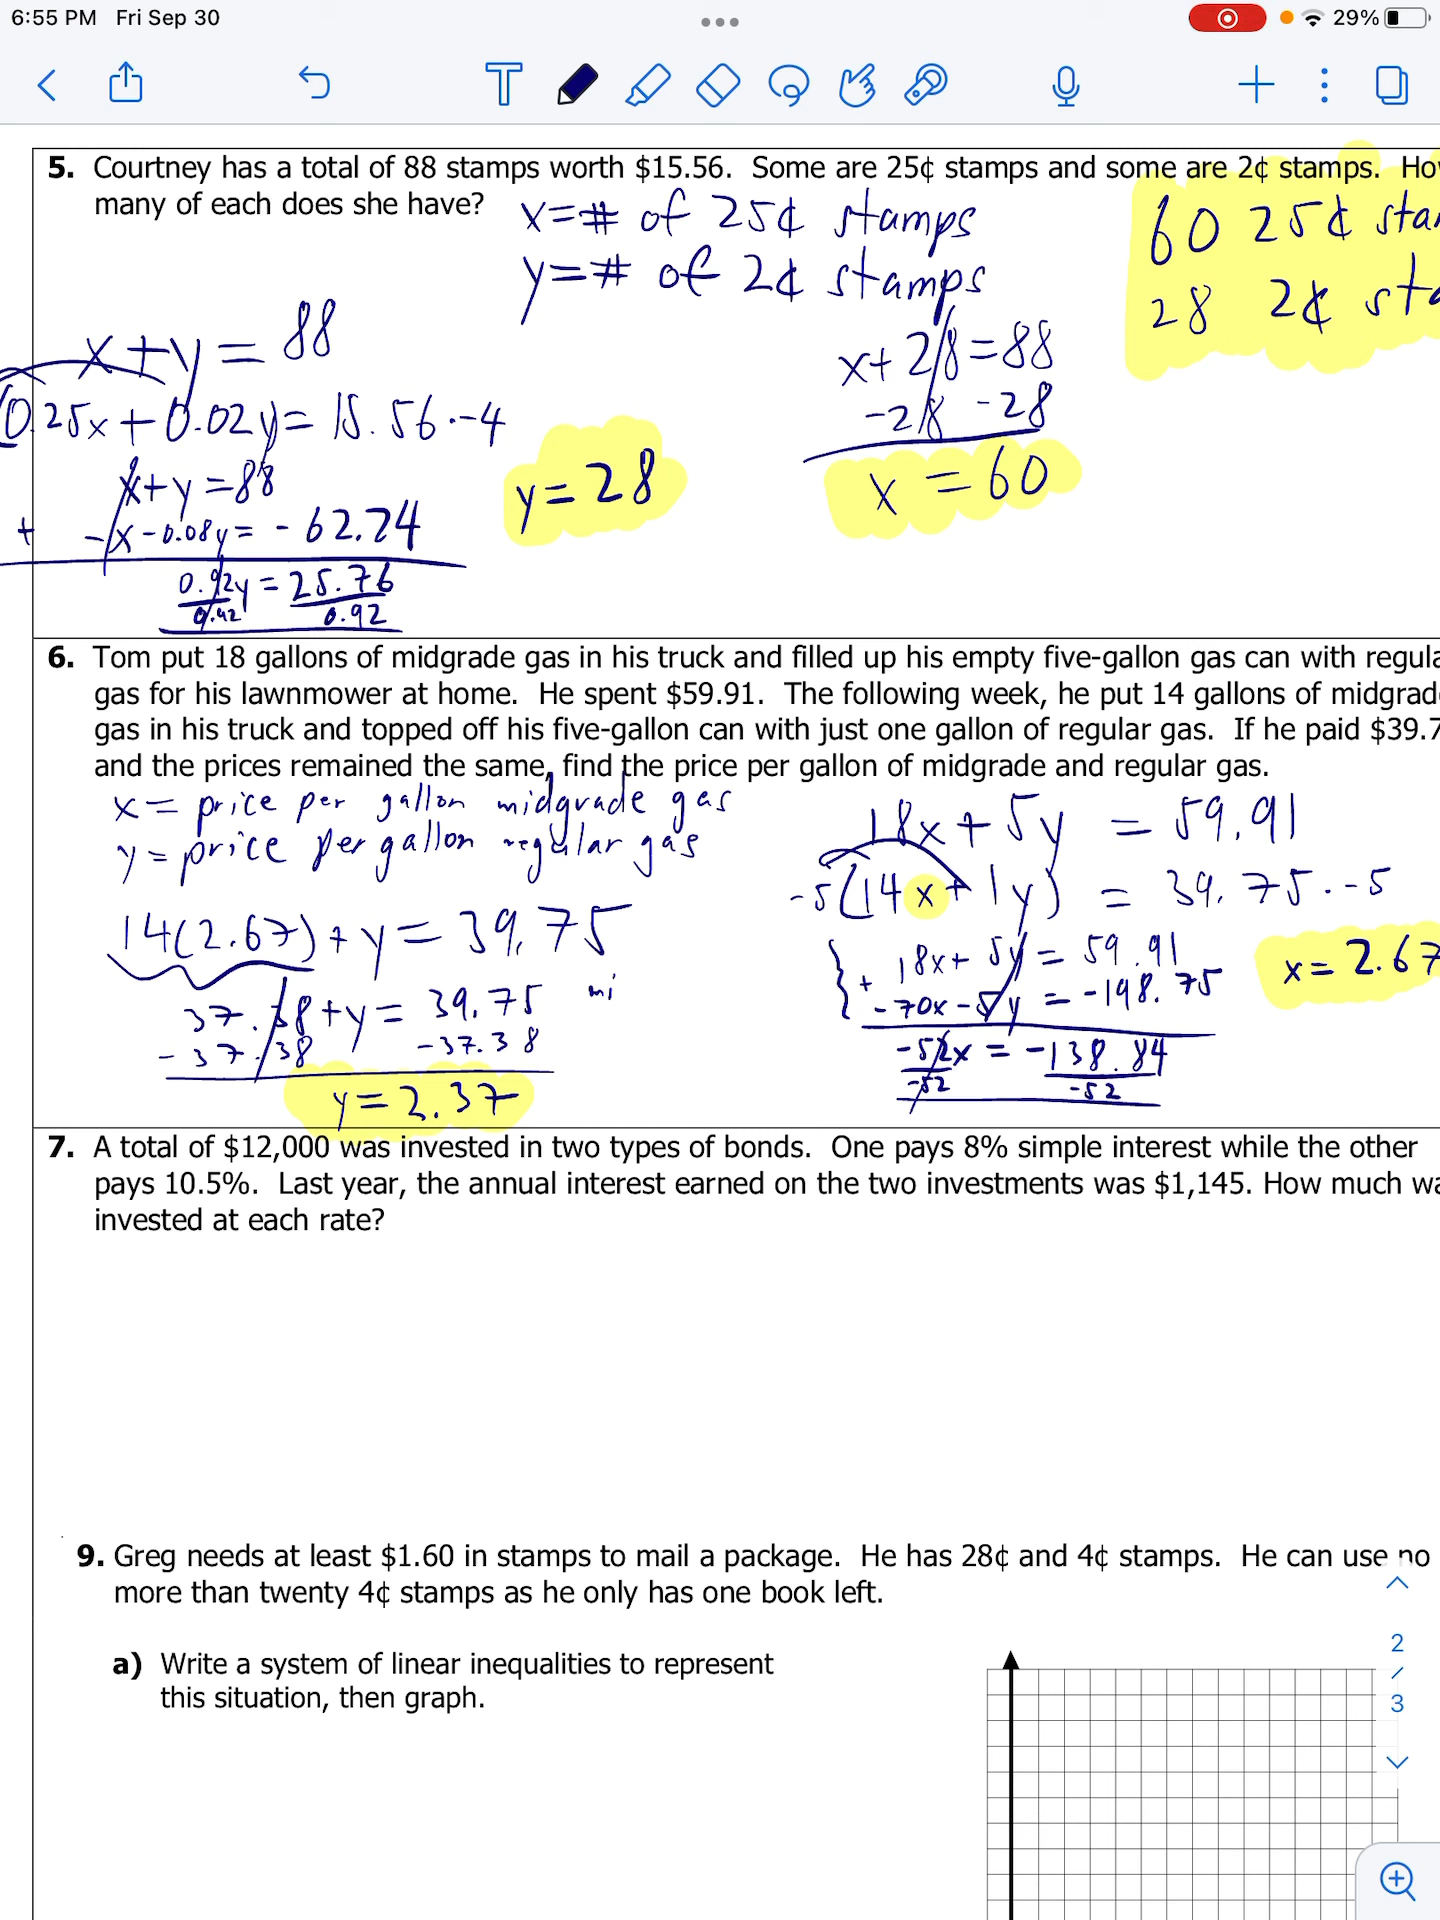 6:55 PM Fri Sep 30
29%
5. Courtney has a total of 88 stamps worth $15.56. Some are 25¢ stamps and some are 2¢ stamps. Ho
many of each does she have?
x=# of 25¢ stamps
y=# of 2¢ stamps
60 25¢ sta
28 2¢ sta
x+y = 88
(0.25x+0.02y= 15.56·-4
x+y=88
+ -x-0.08y= -62.24
0.92y = 25.76
0.92 0.92
y=28
x+28=88
-28 -28
x = 60
6. Tom put 18 gallons of midgrade gas in his truck and filled up his empty five-gallon gas can with regula
gas for his lawnmower at home. He spent $59.91. The following week, he put 14 gallons of midgrad
gas in his truck and topped off his five-gallon can with just one gallon of regular gas. If he paid $39.7
and the prices remained the same, find the price per gallon of midgrade and regular gas.
x= price per gallon midgrade gas
y= price per gallon regular gas
14(2.67)+y=39.75
37.38+y= 39.75
-37.38 -37.38
y=2.37
mi
18x+5y = 59.91
-5(14x+1y) = 39.75·-5
18x+5y= 59.91
+ -70x-5y = -198.75
-52x = -138.84
-52 -52
x=2.67
7. A total of $12,000 was invested in two types of bonds. One pays 8% simple interest while the other
pays 10.5%. Last year, the annual interest earned on the two investments was $1,145. How much wa
invested at each rate?
9. Greg needs at least $1.60 in stamps to mail a package. He has 28¢ and 4¢ stamps. He can use no
more than twenty 4¢ stamps as he only has one book left.
a) Write a system of linear inequalities to represent
this situation, then graph.
2
/
3